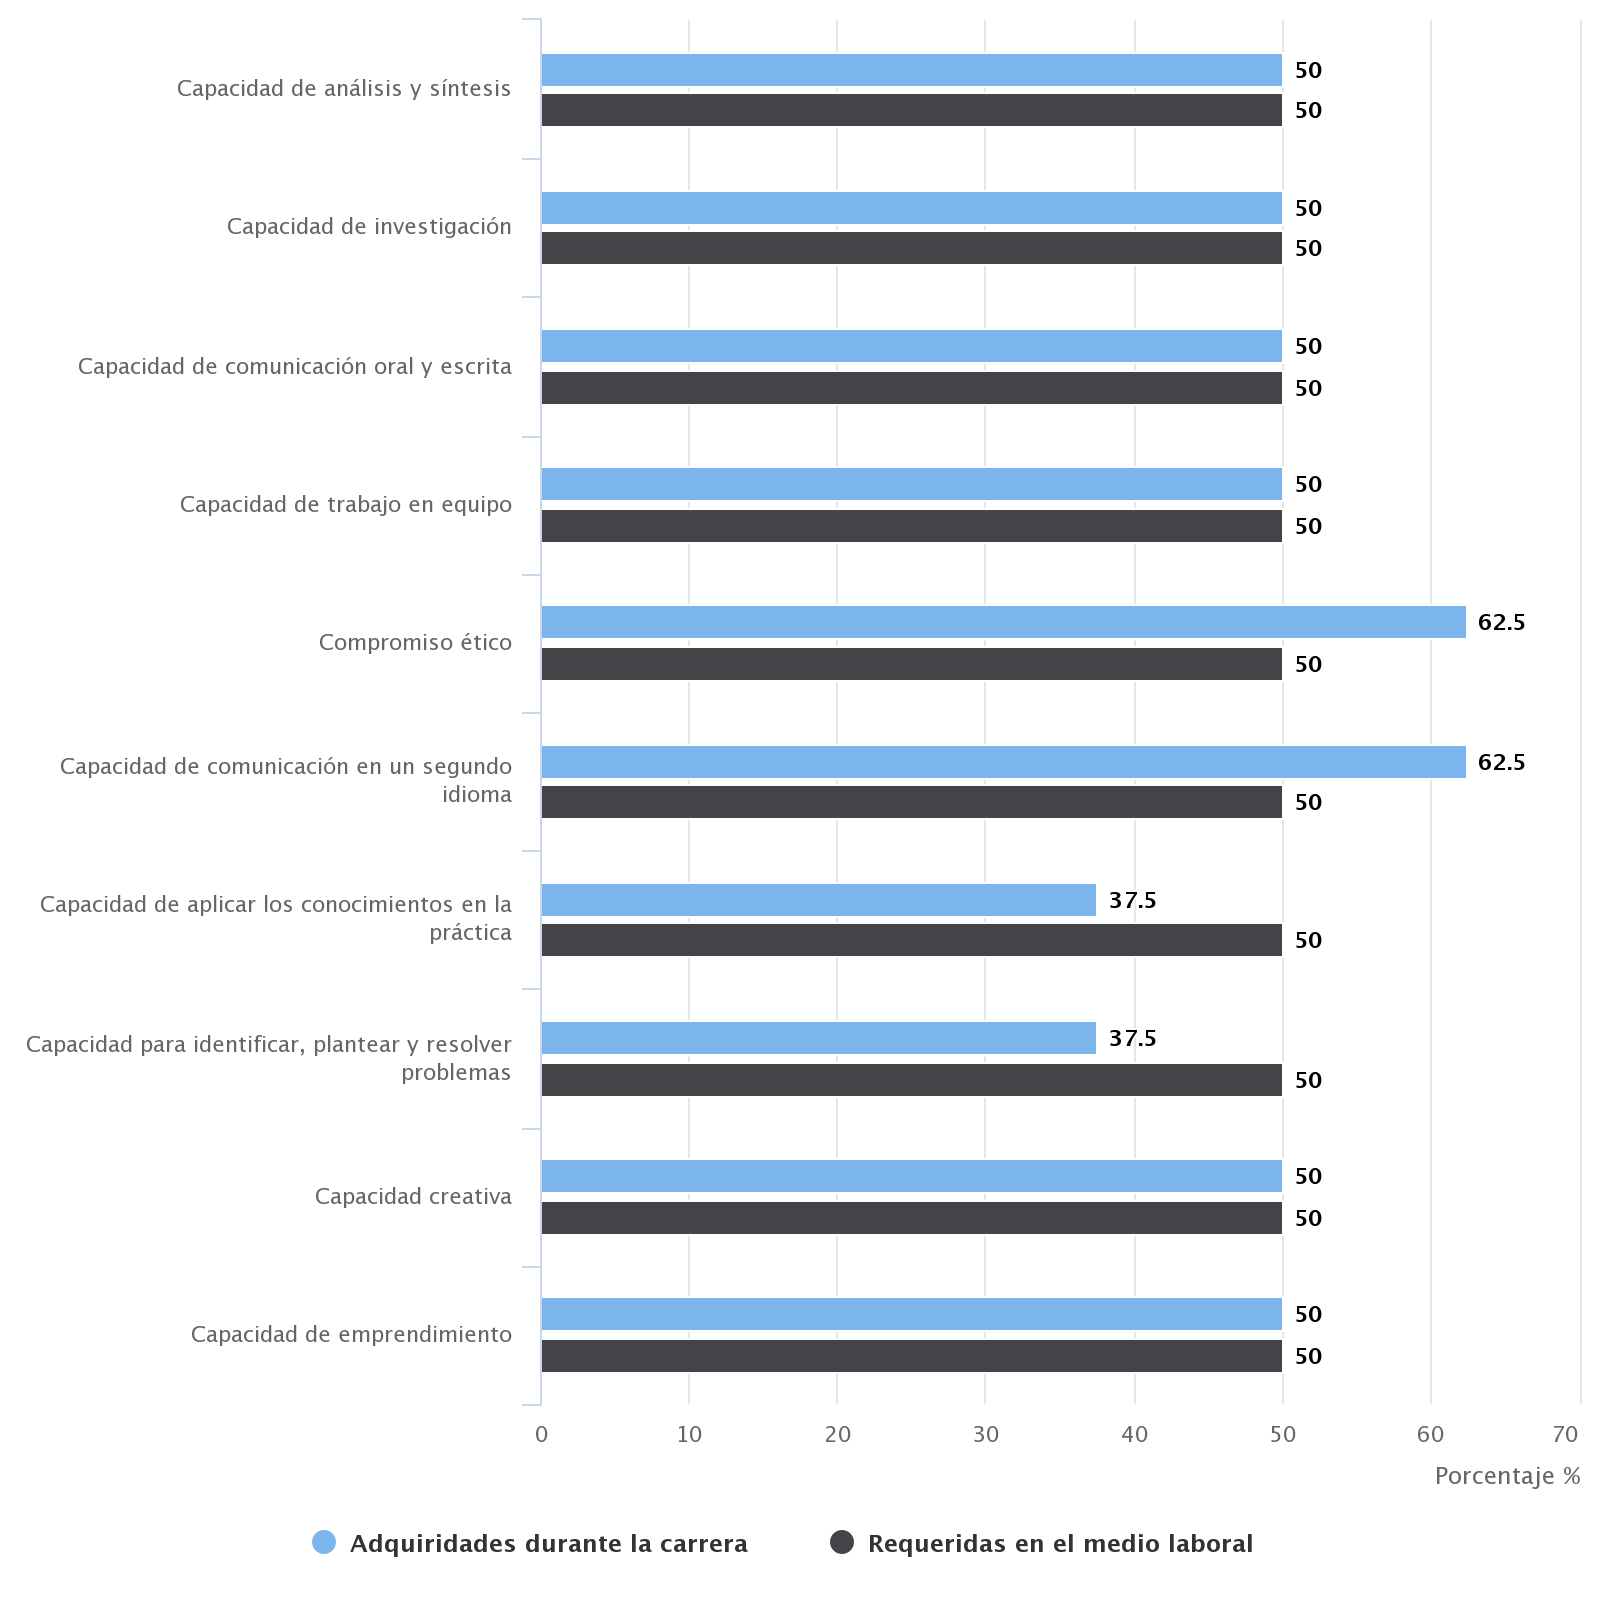 Capacidad de análisis y síntesis
50
50
Capacidad de investigación
50
50
Capacidad de comunicación oral y escrita
50
50
Capacidad de trabajo en equipo
50
50
Compromiso ético
62.5
50
Capacidad de comunicación en un segundo
idioma
62.5
50
Capacidad de aplicar los conocimientos en la
práctica
37.5
50
Capacidad para identificar, plantear y resolver
problemas
37.5
50
Capacidad creativa
50
50
Capacidad de emprendimiento
50
50
0 10 20 30 40 50 60 70
Porcentaje %
Adquiridades durante la carrera Requeridas en el medio laboral